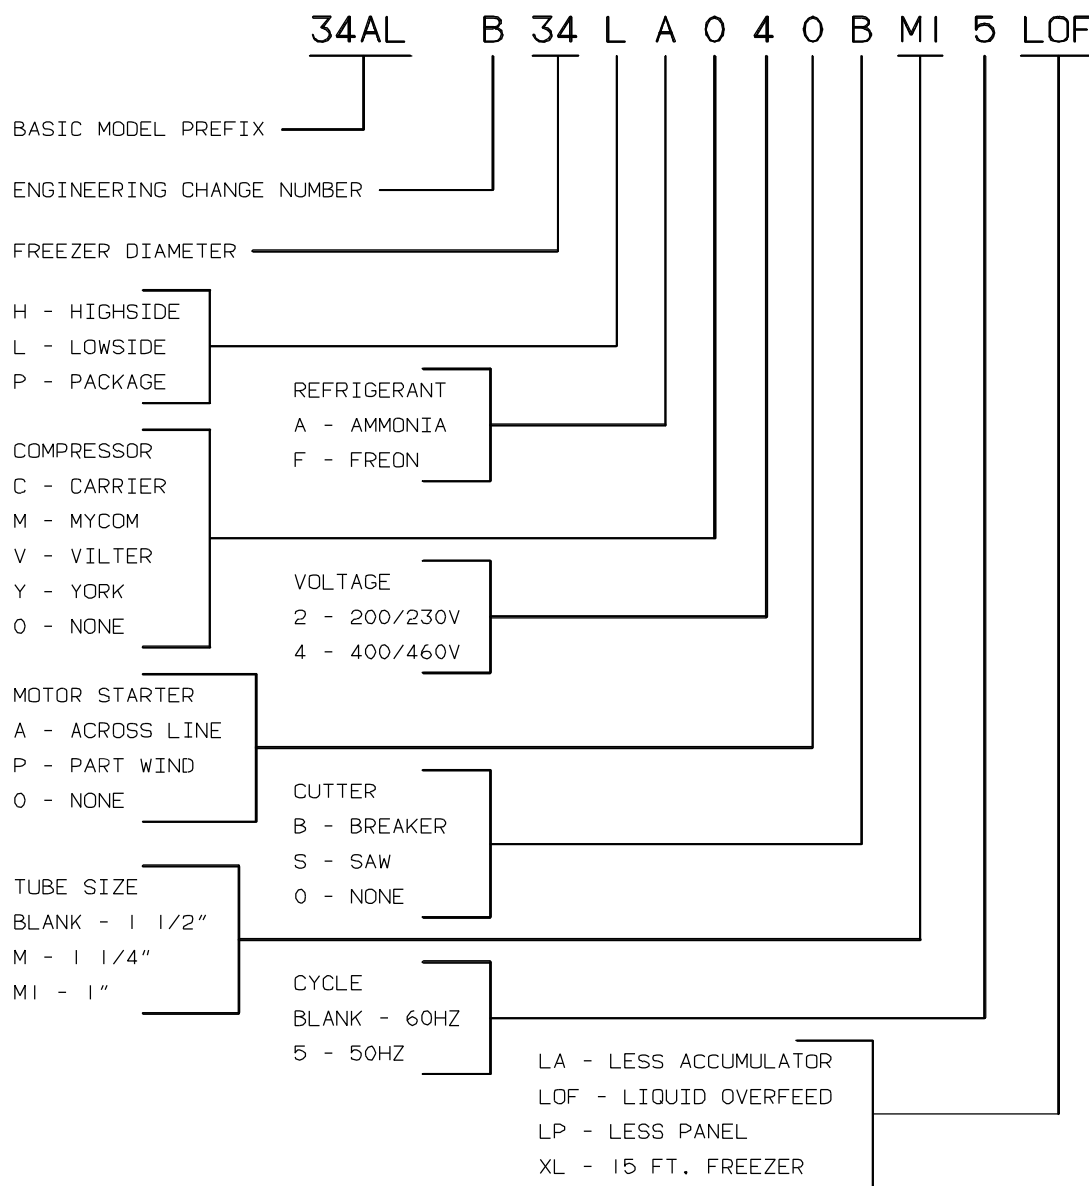 34AL B 34 L A 0 4 0 B M1 5 LOF
BASIC MODEL PREFIX
ENGINEERING CHANGE NUMBER
FREEZER DIAMETER
H - HIGHSIDE
L - LOWSIDE
P - PACKAGE
REFRIGERANT
A - AMMONIA
F - FREON
COMPRESSOR
C - CARRIER
M - MYCOM
V - VILTER
Y - YORK
0 - NONE
VOLTAGE
2 - 200/230V
4 - 400/460V
MOTOR STARTER
A - ACROSS LINE
P - PART WIND
0 - NONE
CUTTER
B - BREAKER
S - SAW
0 - NONE
TUBE SIZE
BLANK - 1 1/2"
M - 1 1/4"
M1 - 1"
CYCLE
BLANK - 60HZ
5 - 50HZ
LA - LESS ACCUMULATOR
LOF - LIQUID OVERFEED
LP - LESS PANEL
XL - 15 FT. FREEZER